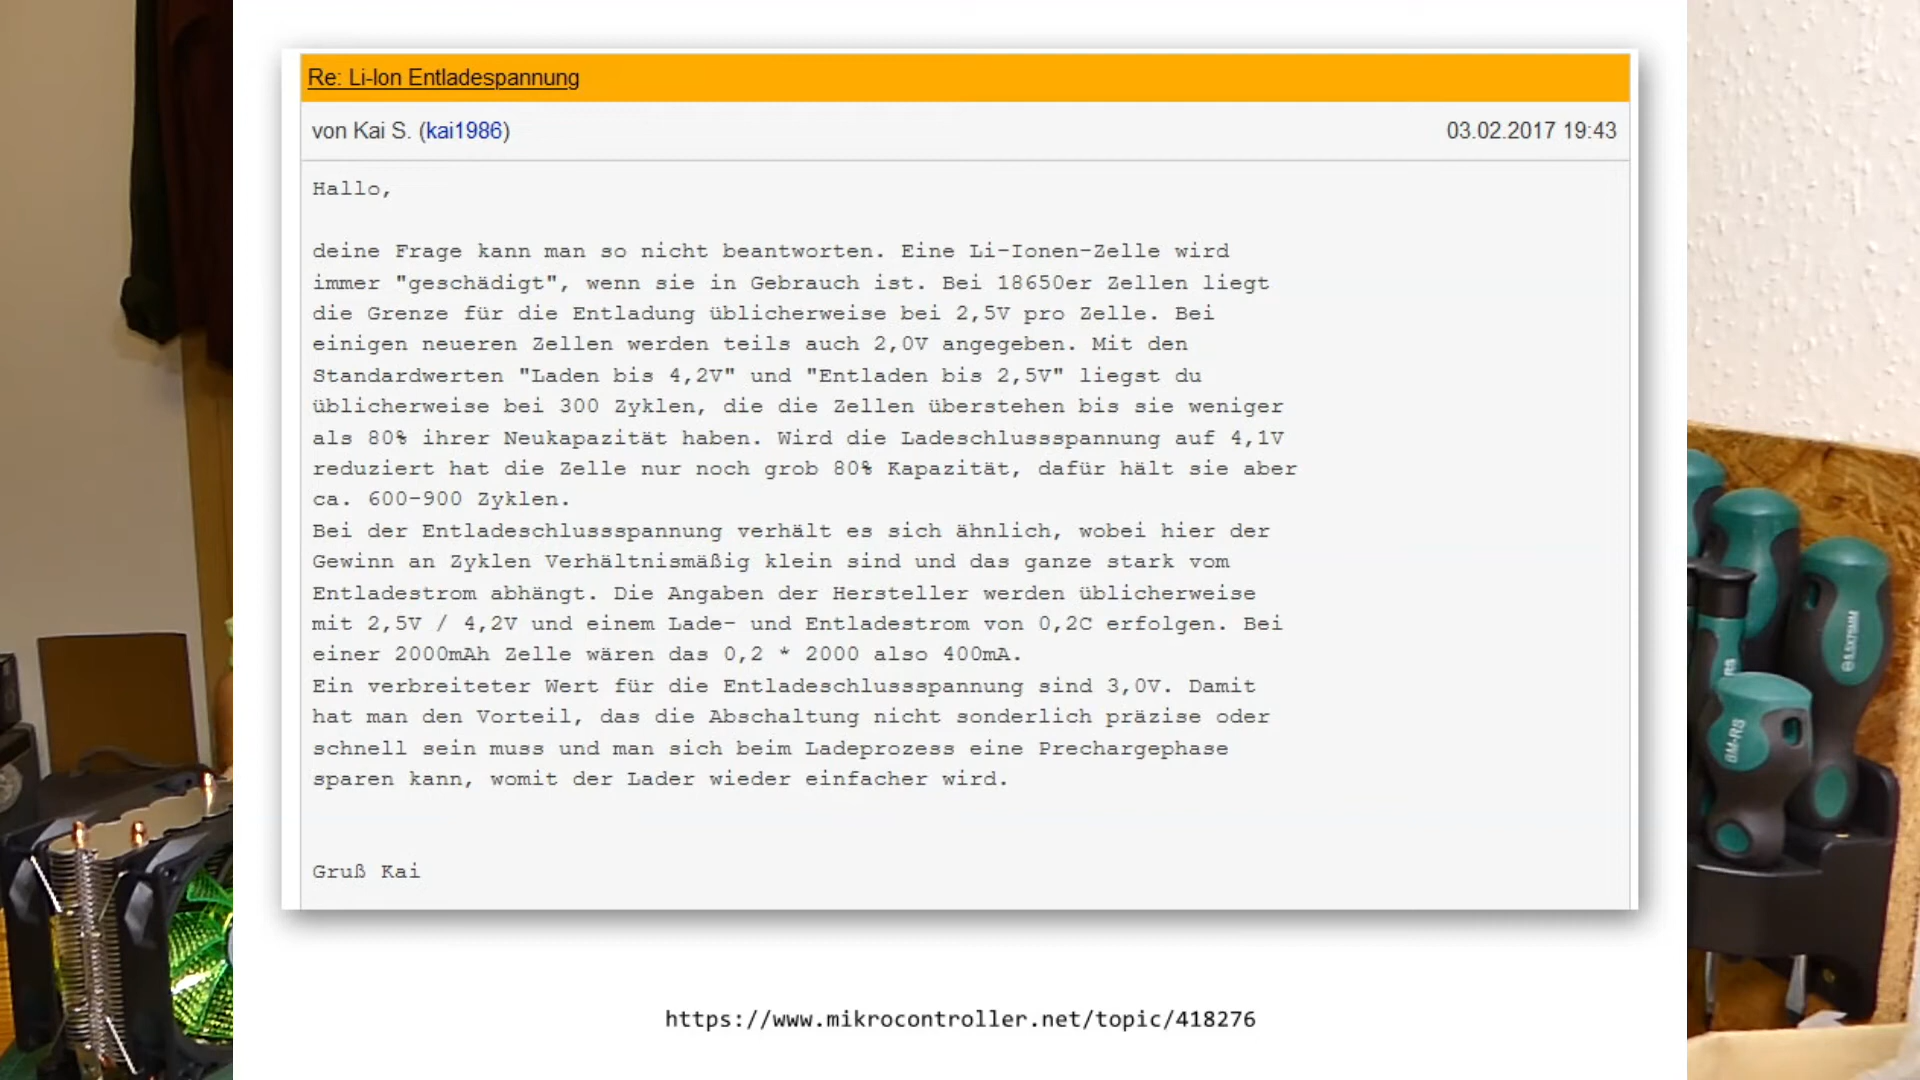 Re: Li-Ion Entladespannung
von Kai S. (kai1986)
03.02.2017 19:43
Hallo,
deine Frage kann man so nicht beantworten. Eine Li-Ionen-Zelle wird
immer "geschädigt", wenn sie in Gebrauch ist. Bei 18650er Zellen liegt
die Grenze für die Entladung üblicherweise bei 2,5V pro Zelle. Bei
einigen neueren Zellen werden teils auch 2,0V angegeben. Mit den
Standardwerten "Laden bis 4,2V" und "Entladen bis 2,5V" liegst du
üblicherweise bei 300 Zyklen, die die Zellen überstehen bis sie weniger
als 80% ihrer Neukapazität haben. Wird die Ladeschlussspannung auf 4,1V
reduziert hat die Zelle nur noch grob 80% Kapazität, dafür hält sie aber
ca. 600-900 Zyklen.
Bei der Entladeschlussspannung verhält es sich ähnlich, wobei hier der
Gewinn an Zyklen Verhältnismäßig klein sind und das ganze stark vom
Entladestrom abhängt. Die Angaben der Hersteller werden üblicherweise
mit 2,5V / 4,2V und einem Lade- und Entladestrom von 0,2C erfolgen. Bei
einer 2000mAh Zelle wären das 0,2 * 2000 also 400mA.
Ein verbreiteter Wert für die Entladeschlussspannung sind 3,0V. Damit
hat man den Vorteil, das die Abschaltung nicht sonderlich präzise oder
schnell sein muss und man sich beim Ladeprozess eine Prechargephase
sparen kann, womit der Lader wieder einfacher wird.
Gruß Kai
https://www.mikrocontroller.net/topic/418276